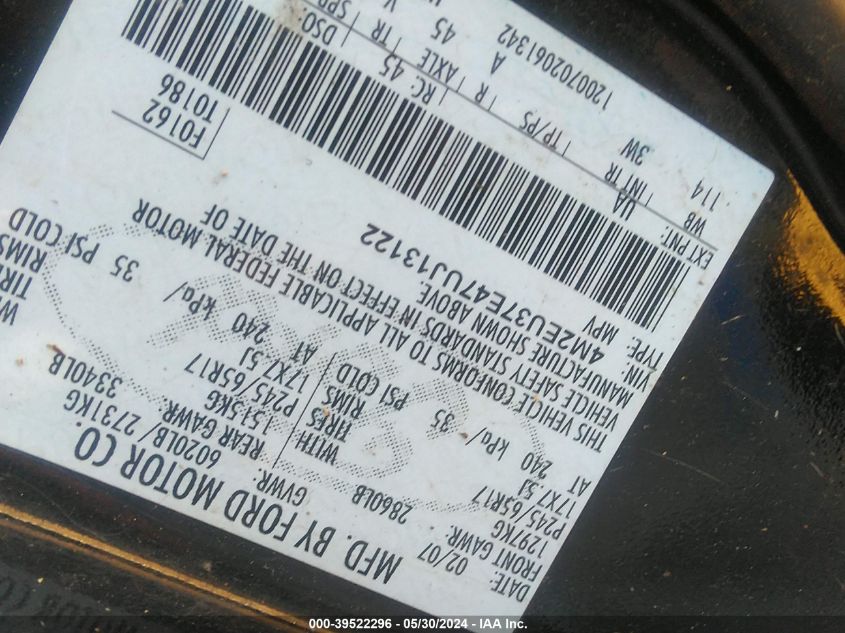 MFD. BY FORD MOTOR CO.
DATE: 02/07
GVWR: 6020LB/ 2731KG
FRONT GAWR: 2860LB
REAR GAWR: 3340LB
1297KG
1515KG
P245/65R17
WITH
TIRES
P245/65R17
17X7.5J
RIMS
17X7.5J
AT 240 kPa/ 35 PSI COLD
AT 240 kPa/ 35 PSI COLD
THIS VEHICLE CONFORMS TO ALL APPLICABLE FEDERAL MOTOR
VEHICLE SAFETY STANDARDS IN EFFECT ON THE DATE OF
MANUFACTURE SHOWN ABOVE
VIN: 4M2EU37E47UJ13122
TYPE: MPV
F0162
T0186
EXT PNT: UA
RC: 45
DSO:
WB | INT TR | TP/PS | R | AXLE | TR | SPR
114 3W A 45 V
1200702061342
000-39522296 - 05/30/2024 - IAA Inc.